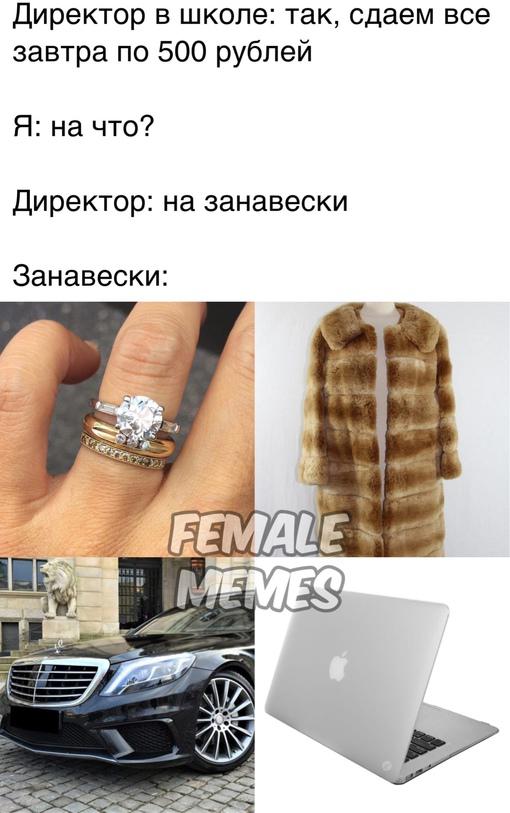 Директор в школе: так, сдаем все
завтра по 500 рублей
Я: на что?
Директор: на занавески
Занавески:
FEMALE
MEMES